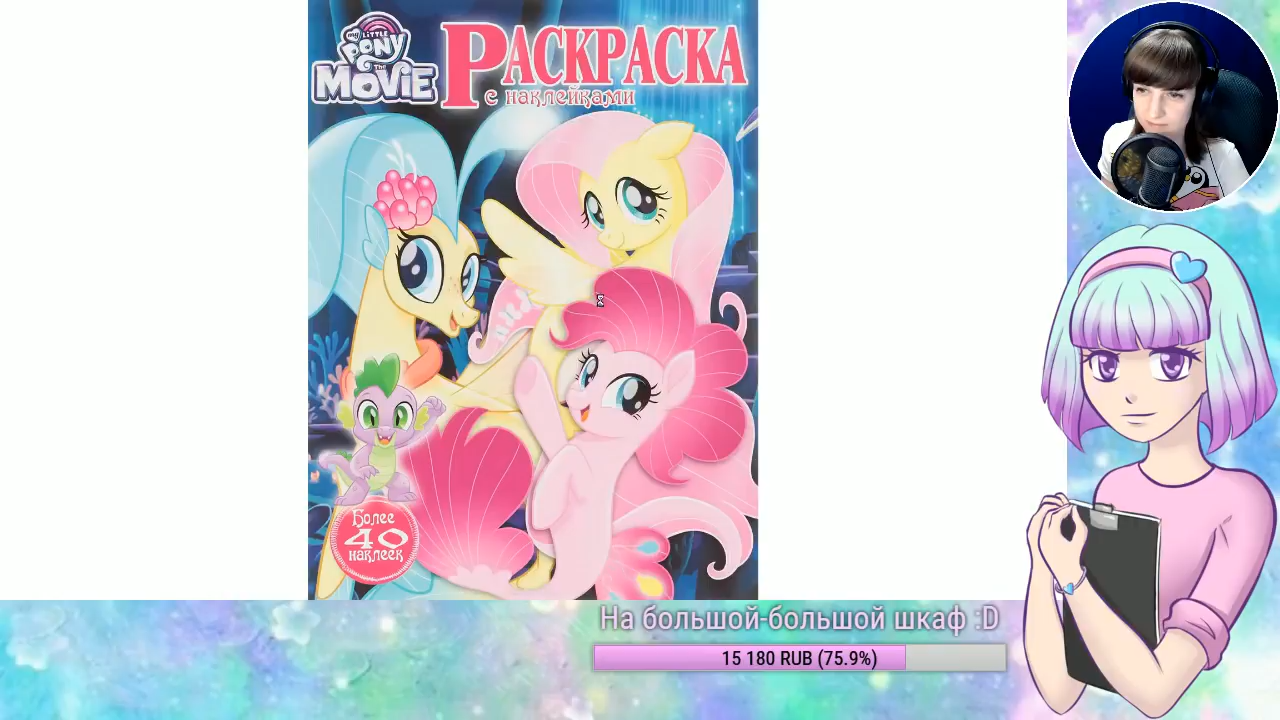 my LiTTLE
PONY
The
MOViE
РАСКРАСКА
с наклейками
Более
40
наклеек
На большой-большой шкаф :D
15 180 RUB (75.9%)